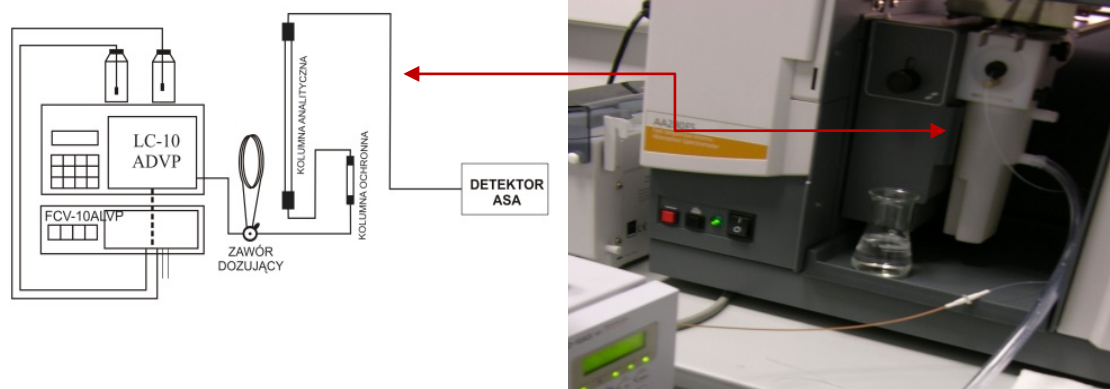 LC-10
ADVP
FCV-10ALVP
ZAWÓR
DOZUJĄCY
KOLUMNA ANALITYCZNA
KOLUMNA OCHRONNA
DETEKTOR
ASA